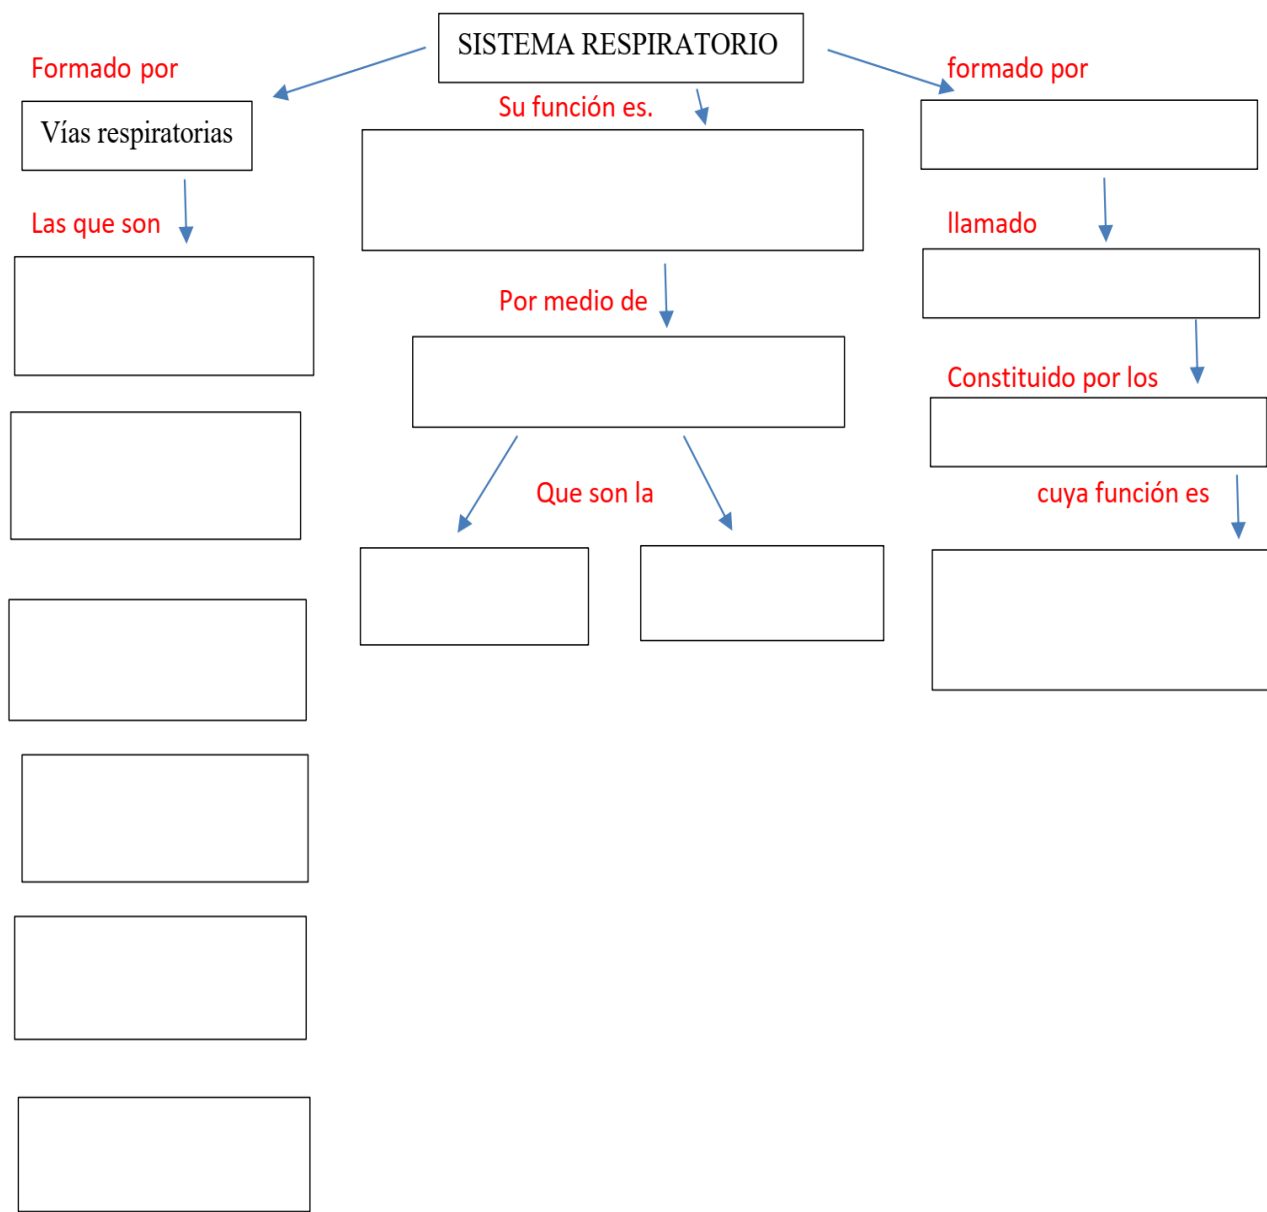 SISTEMA RESPIRATORIO
Formado por
formado por
Su función es.
Vías respiratorias
Las que son
llamado
Por medio de
Constituido por los
Que son la
cuya función es